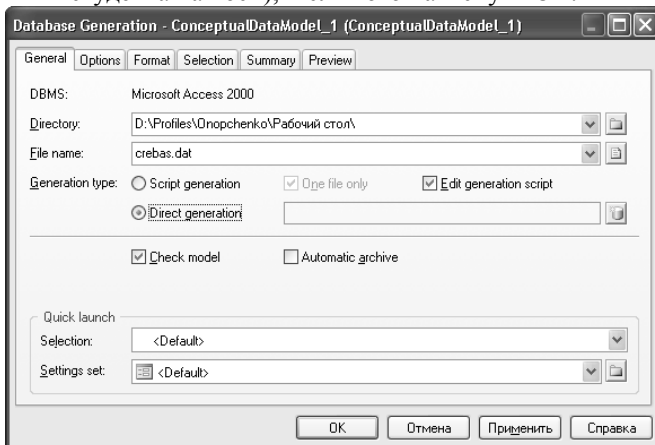 Database Generation - ConceptualDataModel_1 (ConceptualDataModel_1)
General Options Format Selection Summary Preview
DBMS: Microsoft Access 2000
Directory: D:\Profiles\Onopchenko\Рабочий стол\
File name: crebas.dat
Generation type: Script generation One file only Edit generation script
Direct generation
Check model Automatic archive
Quick launch
Selection: <Default>
Settings set: <Default>
OK Отмена Применить Справка